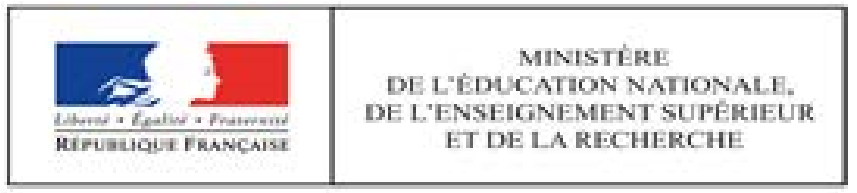 Liberté • Égalité • Fraternité
RÉPUBLIQUE FRANÇAISE
MINISTÈRE
DE L'ÉDUCATION NATIONALE,
DE L'ENSEIGNEMENT SUPÉRIEUR
ET DE LA RECHERCHE